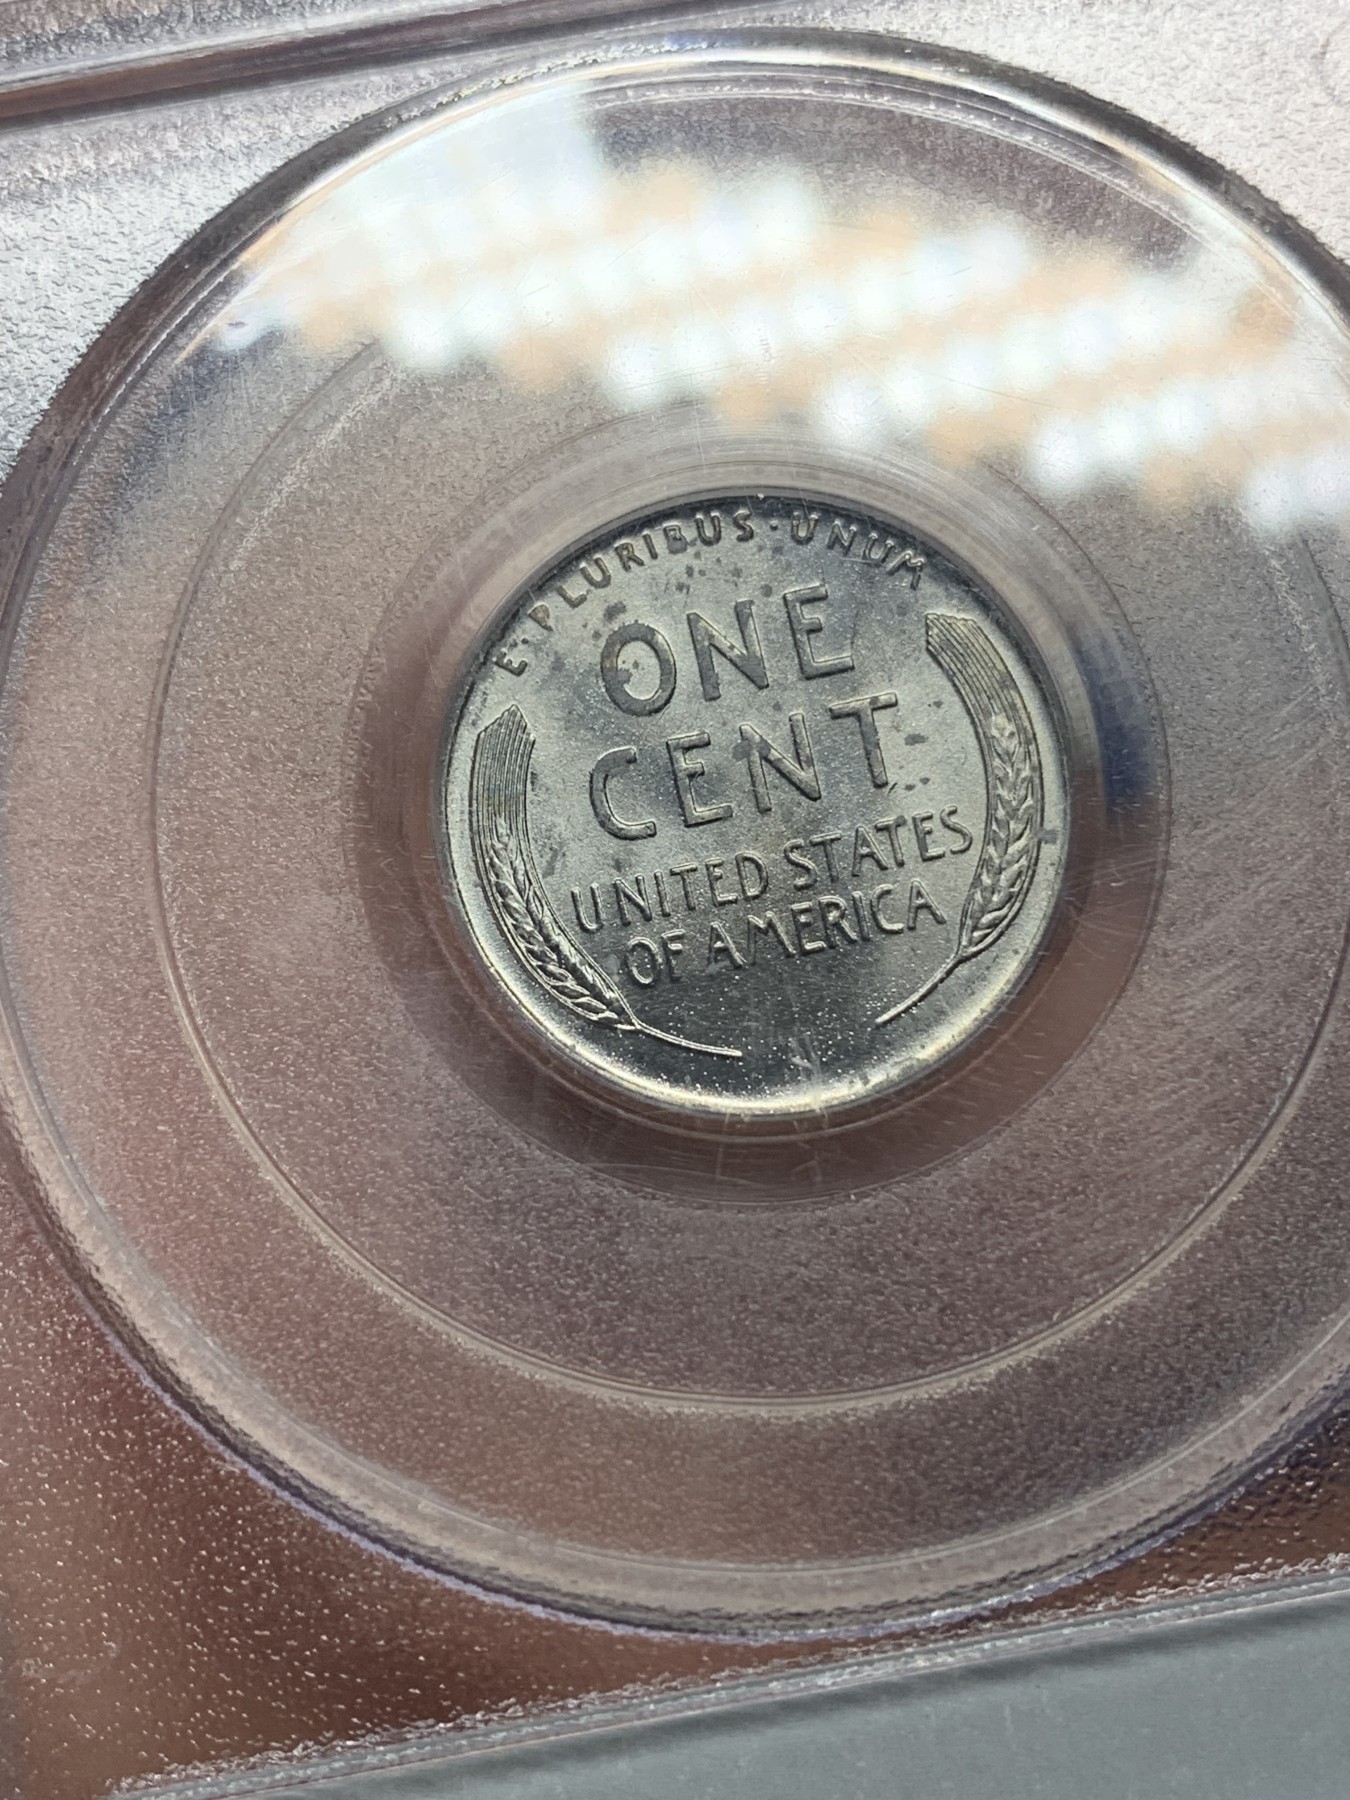 E·PLURIBUS·UNUM
ONE
CENT
UNITED STATES
OF AMERICA